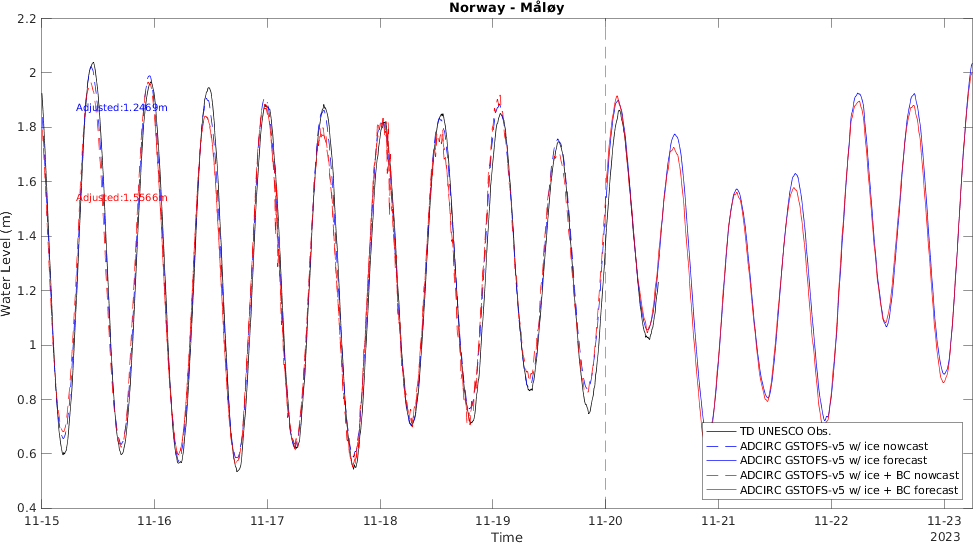 Norway - Måløy
2.2
2
1.8
1.6
1.4
1.2
1
0.8
0.6
0.4
Water Level (m)
Adjusted:1.2469m
Adjusted:1.5566m
TD UNESCO Obs.
ADCIRC GSTOFS-v5 w/ ice nowcast
ADCIRC GSTOFS-v5 w/ ice forecast
ADCIRC GSTOFS-v5 w/ ice + BC nowcast
ADCIRC GSTOFS-v5 w/ ice + BC forecast
11-15 11-16 11-17 11-18 11-19 11-20 11-21 11-22 11-23
2023
Time